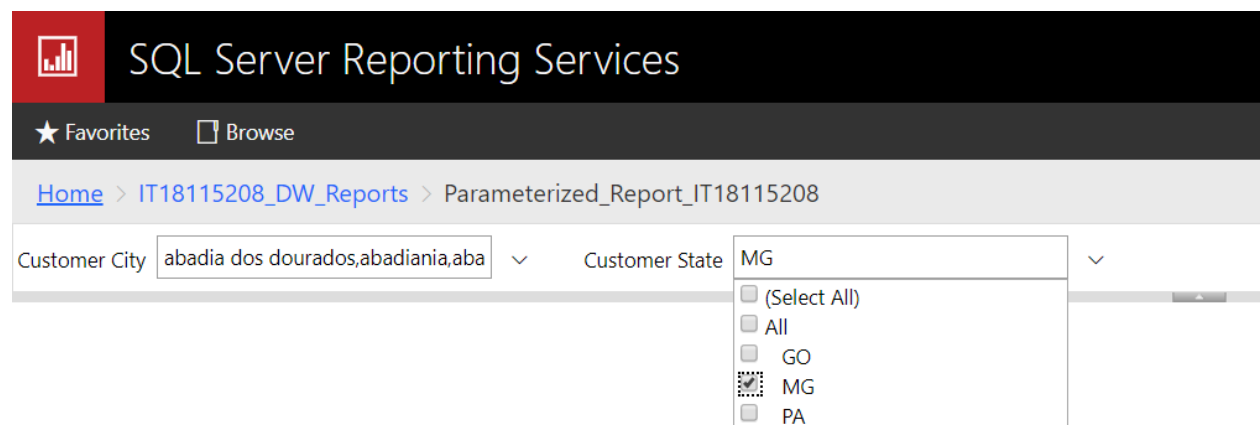 SQL Server Reporting Services
Favorites Browse
Home > IT18115208_DW_Reports > Parameterized_Report_IT18115208
Customer City abadia dos dourados,abadiania,aba Customer State MG
(Select All)
All
GO
MG
PA